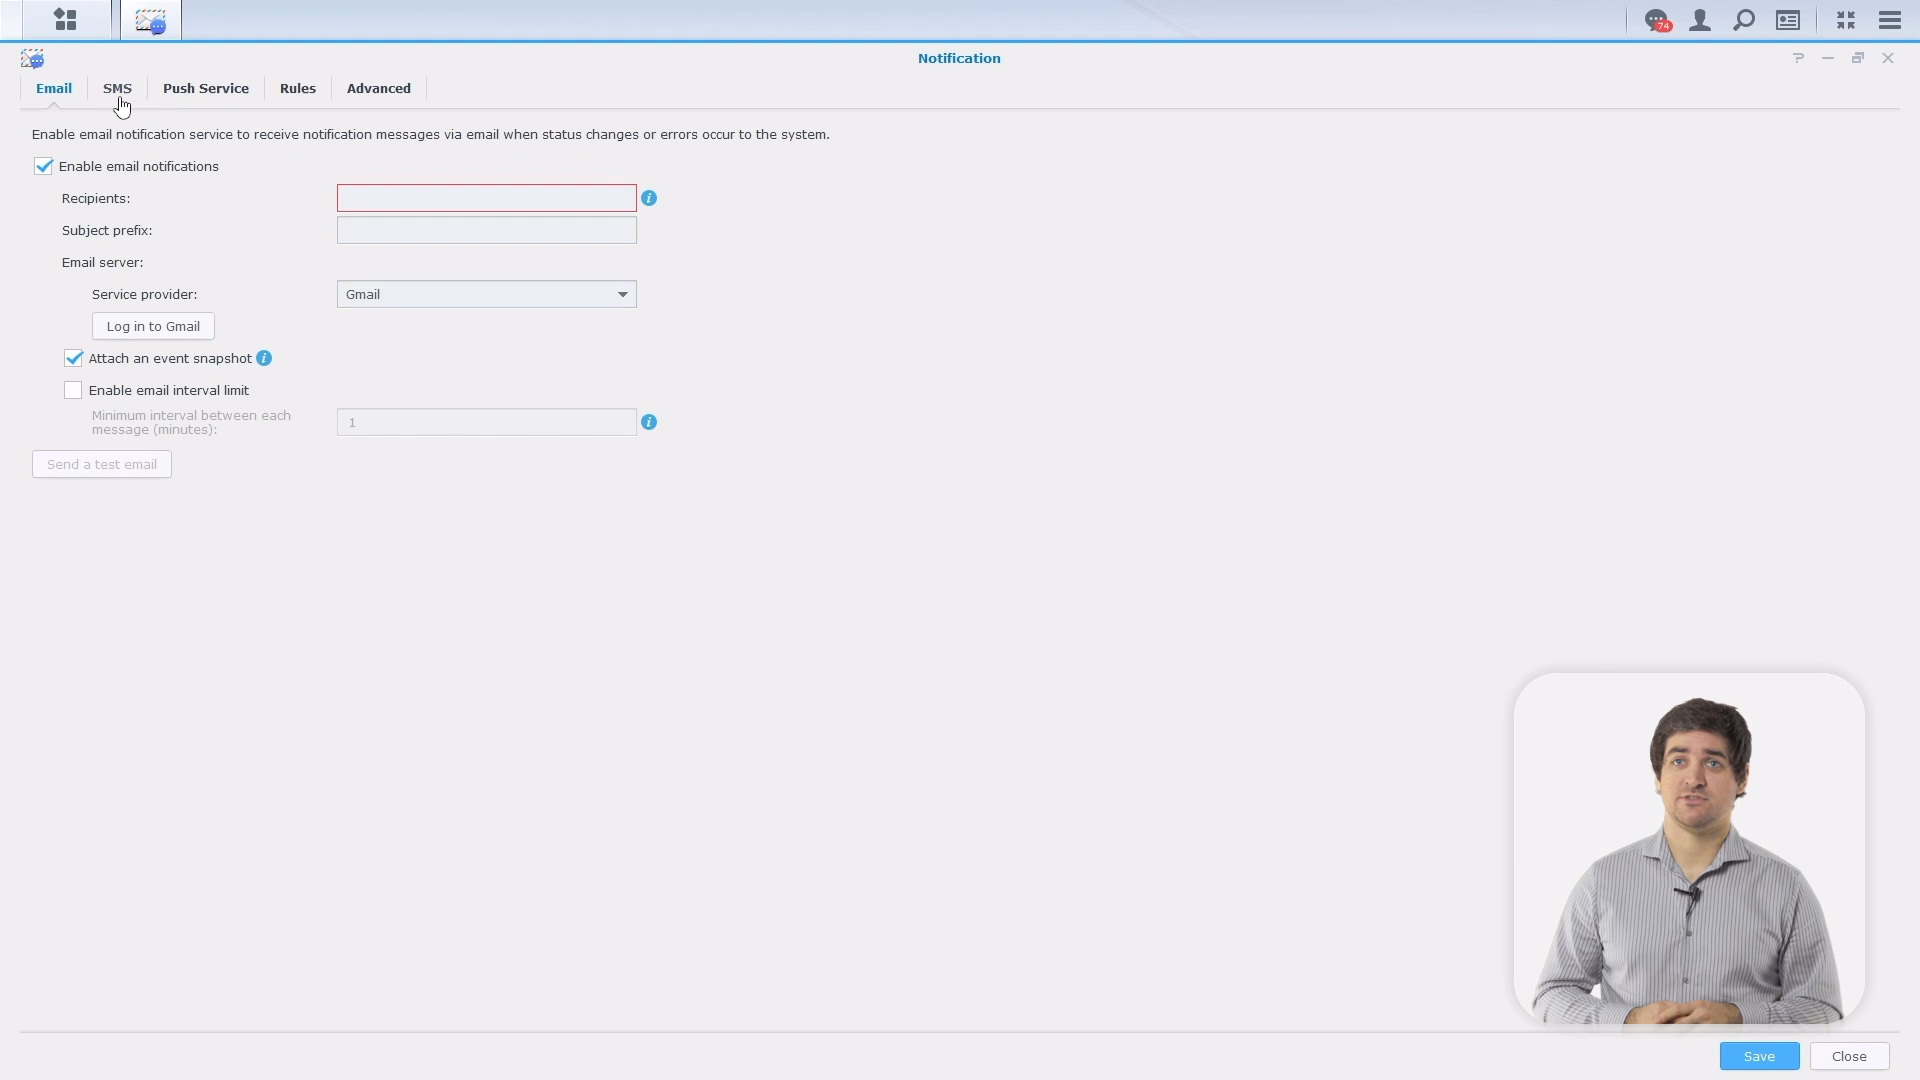 74
Notification
Email SMS Push Service Rules Advanced
Enable email notification service to receive notification messages via email when status changes or errors occur to the system.
Enable email notifications
Recipients:
Subject prefix:
Email server:
Service provider: Gmail
Log in to Gmail
Attach an event snapshot
Enable email interval limit
Minimum interval between each
message (minutes): 1
Send a test email
Save Close